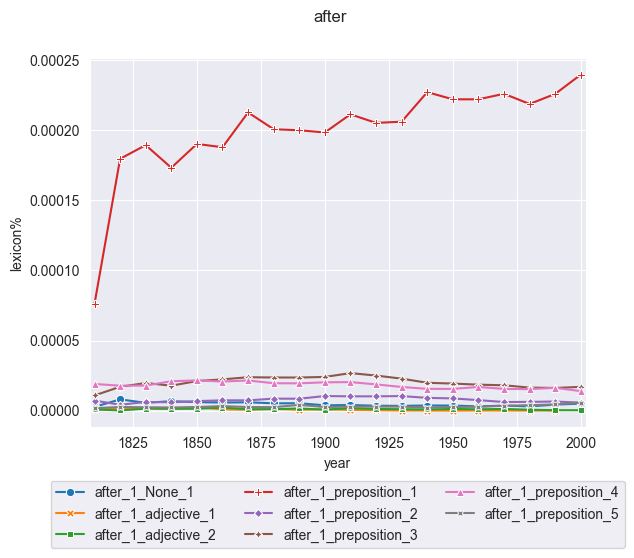 after
0.00025
0.00020
0.00015
0.00010
0.00005
0.00000
lexicon%
1825 1850 1875 1900 1925 1950 1975 2000
year
after_1_None_1 after_1_preposition_1 after_1_preposition_4
after_1_adjective_1 after_1_preposition_2 after_1_preposition_5
after_1_adjective_2 after_1_preposition_3